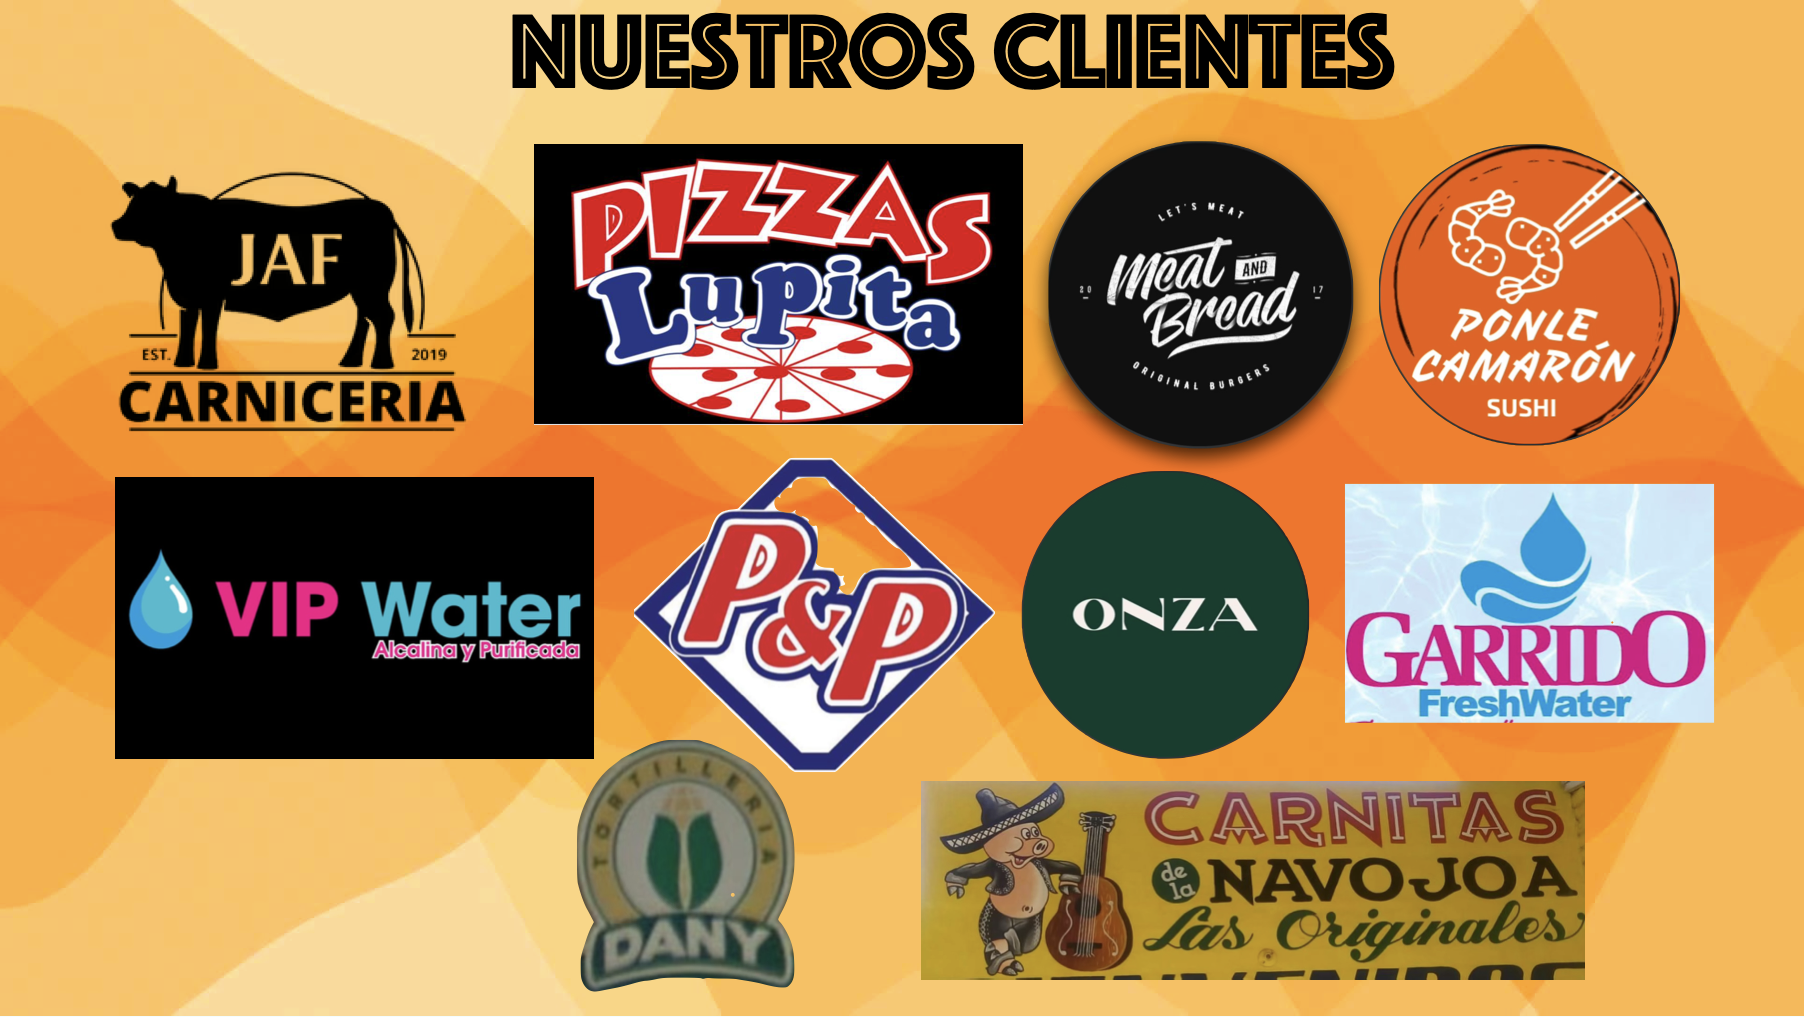 NUESTROS CLIENTES
JAF
EST. 2019
CARNICERIA
PIZZAS
Lupita
LET'S MEAT
Meat AND
Bread
20 17
ORIGINAL BURGERS
PONLE
CAMARÓN
SUSHI
VIP Water
Alcalina y Purificada
P&P
ONZA
GARRIDO
FreshWater
TORTILLERIA
DANY
CARNITAS
de la NAVOJOA
Las Originales